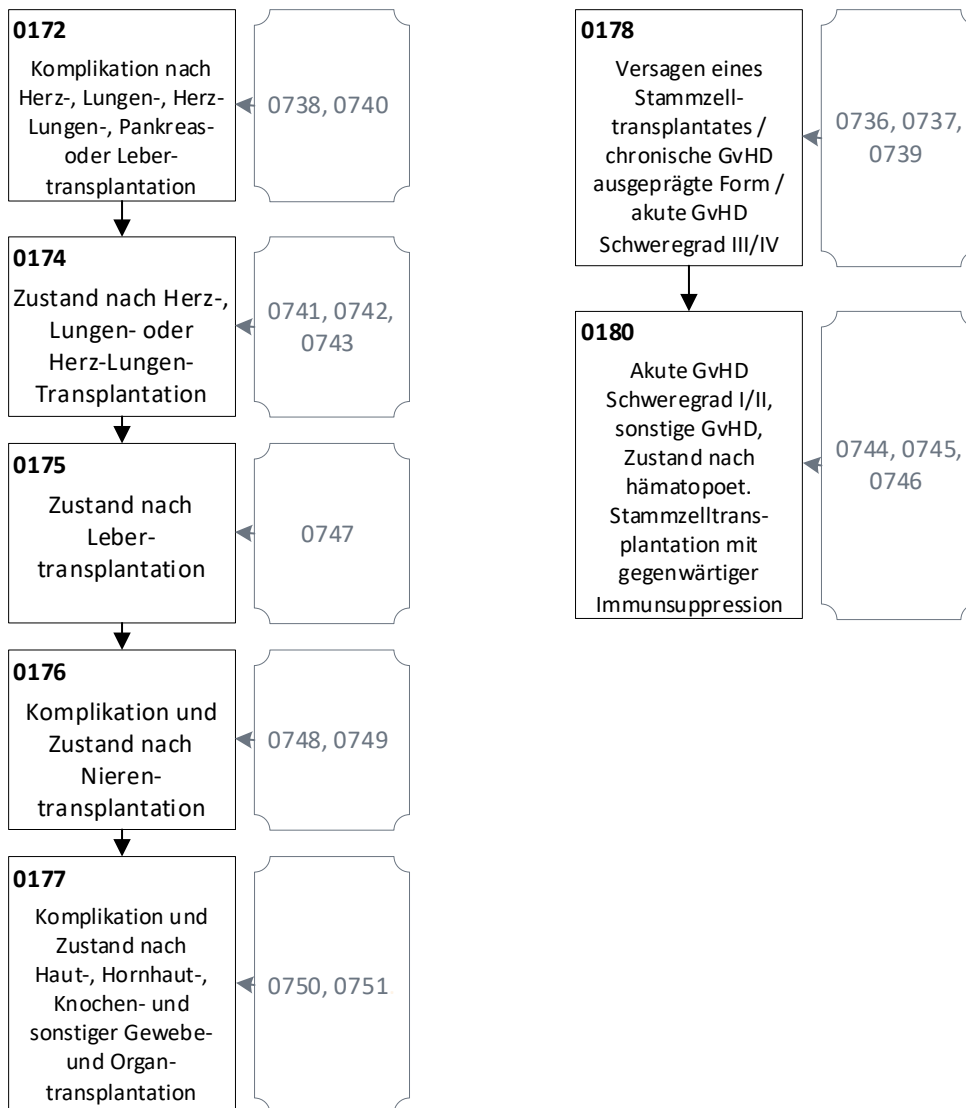 0172
Komplikation nach
Herz-, Lungen-, Herz-
Lungen-, Pankreas-
oder Leber-
transplantation
0738, 0740
0174
Zustand nach Herz-,
Lungen- oder
Herz-Lungen-
Transplantation
0741, 0742,
0743
0175
Zustand nach
Leber-
transplantation
0747
0176
Komplikation und
Zustand nach
Nieren-
transplantation
0748, 0749
0177
Komplikation und
Zustand nach
Haut-, Hornhaut-,
Knochen- und
sonstiger Gewebe-
und Organ-
transplantation
0750, 0751
0178
Versagen eines
Stammzell-
transplantates /
chronische GvHD
ausgeprägte Form /
akute GvHD
Schweregrad III/IV
0736, 0737,
0739
0180
Akute GvHD
Schweregrad I/II,
sonstige GvHD,
Zustand nach
hämatopoet.
Stammzelltrans-
plantation mit
gegenwärtiger
Immunsuppression
0744, 0745,
0746